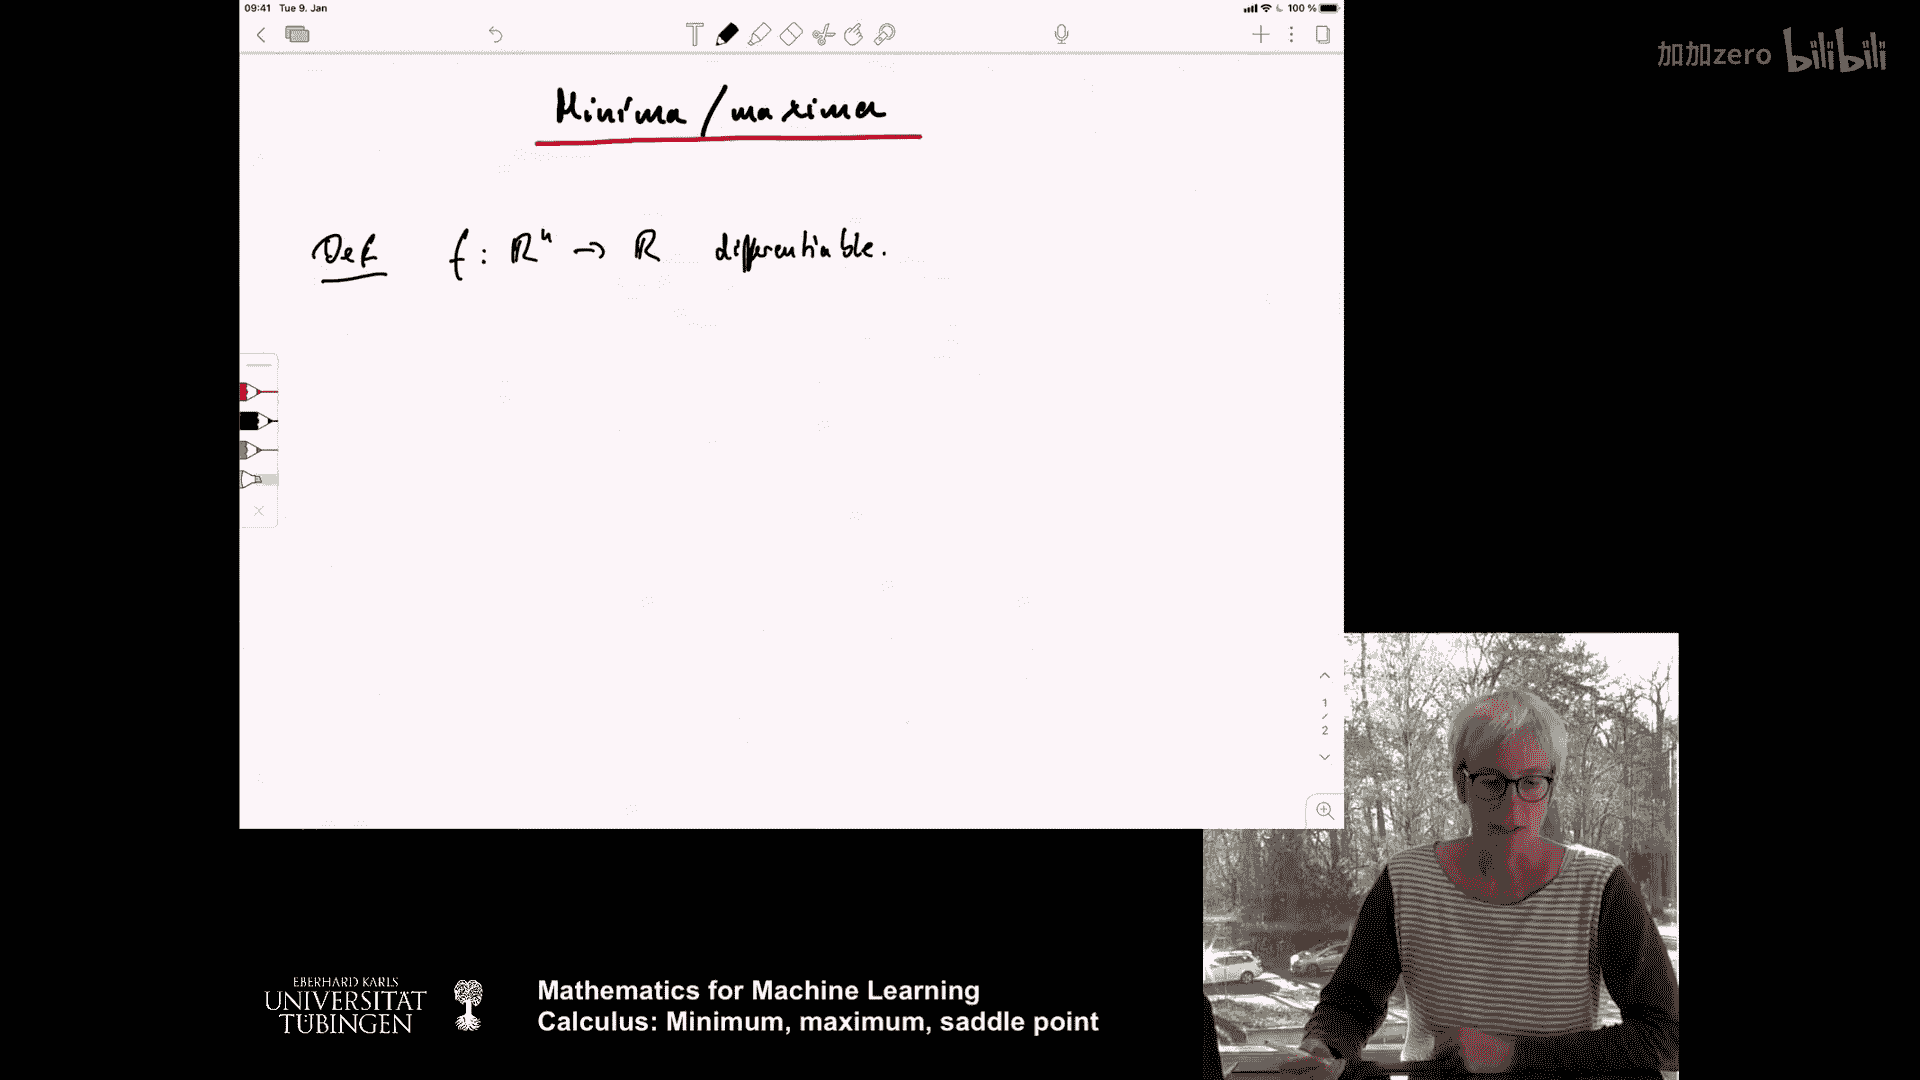 09:41 Tue 9. Jan
100 %
加加zero bilibili
Minima / maxima
Def f : ℝⁿ → ℝ differentiable.
1
2
EBERHARD KARLS
UNIVERSITÄT
TÜBINGEN
Mathematics for Machine Learning
Calculus: Minimum, maximum, saddle point